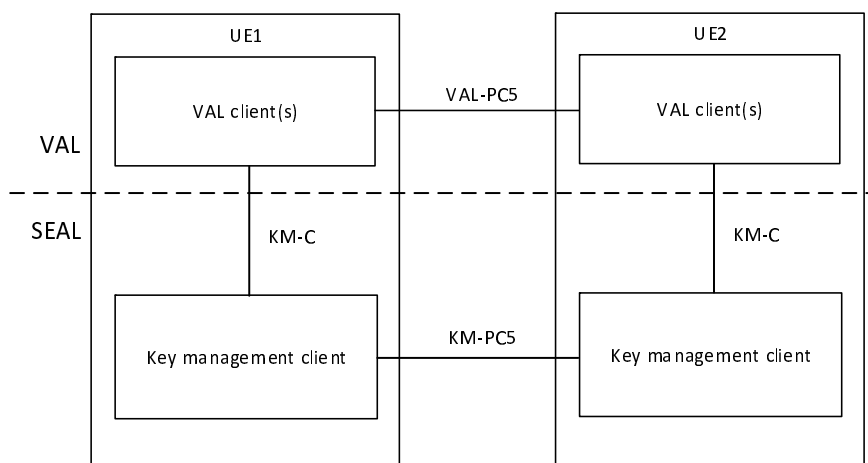 UE1
UE2
VAL client(s)
VAL-PC5
VAL client(s)
VAL
SEAL
KM-C
KM-C
Key management client
KM-PC5
Key management client